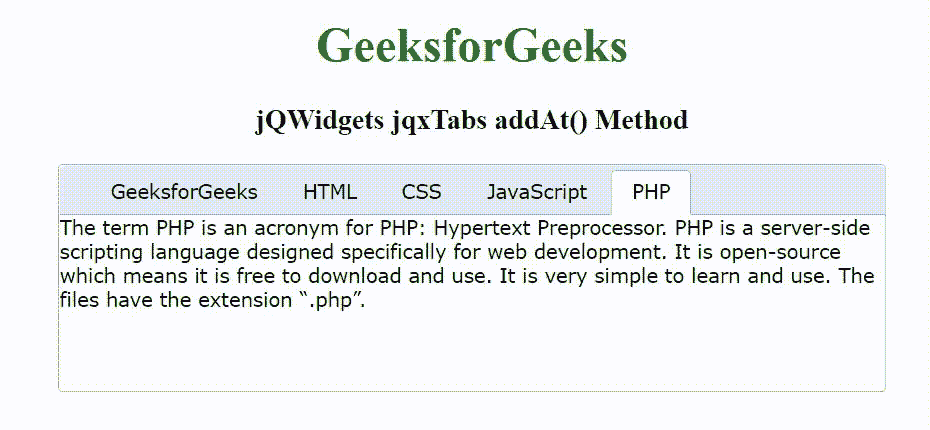 GeeksforGeeks
jQWidgets jqxTabs addAt() Method
GeeksforGeeks HTML CSS JavaScript PHP
The term PHP is an acronym for PHP: Hypertext Preprocessor. PHP is a server-side
scripting language designed specifically for web development. It is open-source
which means it is free to download and use. It is very simple to learn and use. The
files have the extension “.php”.